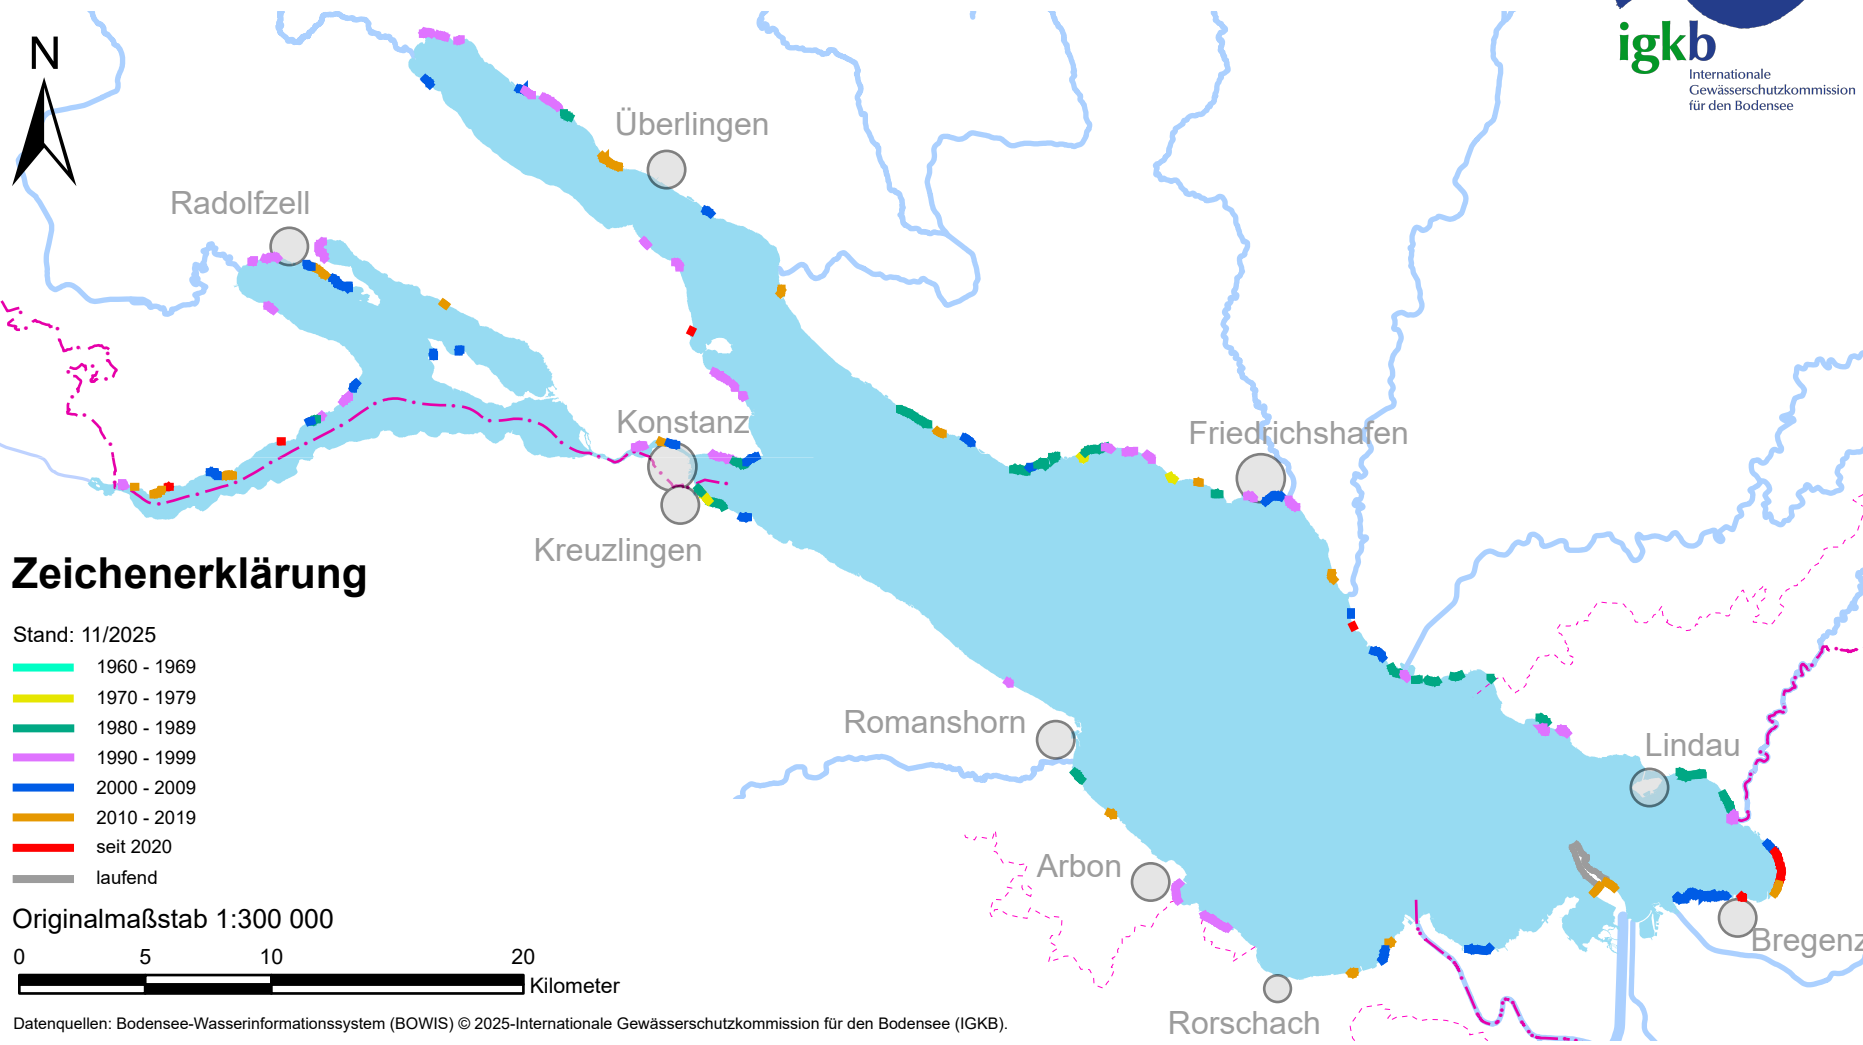 N
igkb
Internationale
Gewässerschutzkommission
für den Bodensee
Überlingen
Radolfzell
Konstanz
Friedrichshafen
Kreuzlingen
Romanshorn
Lindau
Arbon
Bregenz
Rorschach
Zeichenerklärung
Stand: 11/2025
1960 - 1969
1970 - 1979
1980 - 1989
1990 - 1999
2000 - 2009
2010 - 2019
seit 2020
laufend
Originalmaßstab 1:300 000
0 5 10 20
Kilometer
Datenquellen: Bodensee-Wasserinformationssystem (BOWIS) © 2025-Internationale Gewässerschutzkommission für den Bodensee (IGKB).